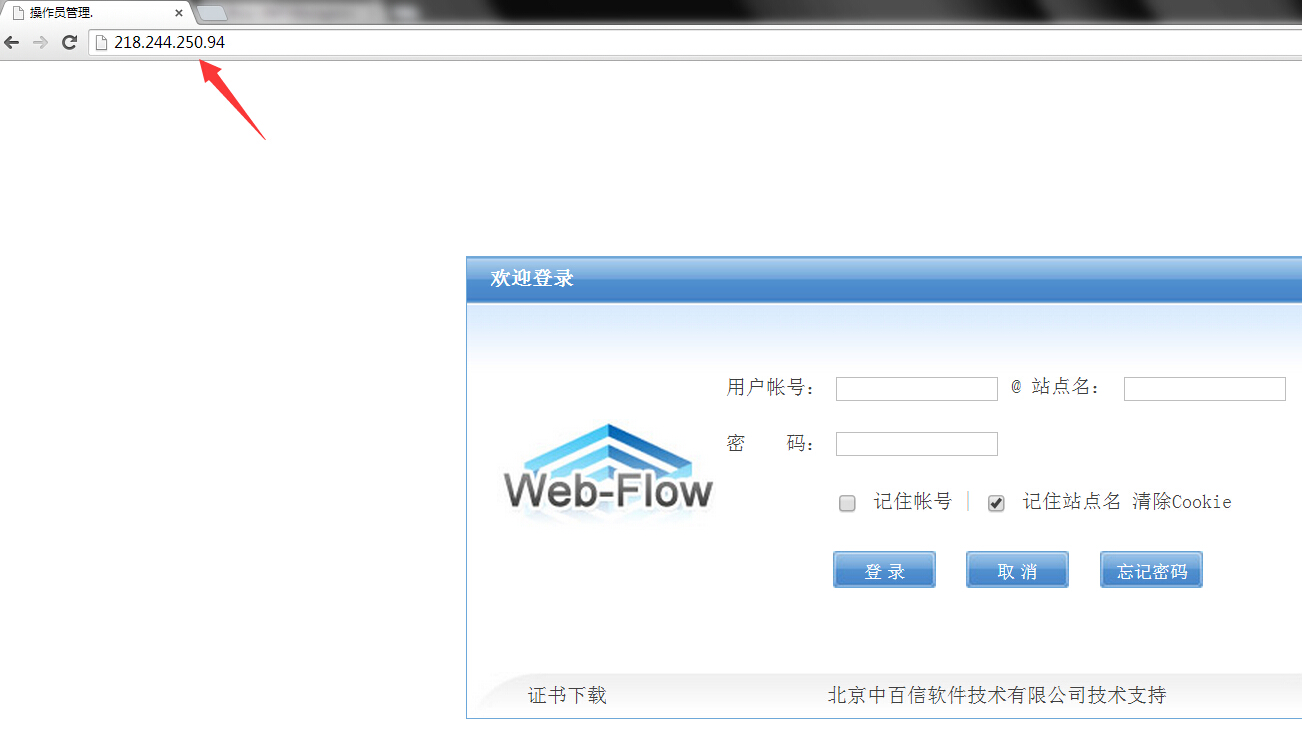 操作员管理.
218.244.250.94
欢迎登录
用户帐号： @ 站点名：
Web-Flow
密 码：
记住帐号 | 记住站点名 清除Cookie
登 录 取 消 忘记密码
证书下载 北京中百信软件技术有限公司技术支持